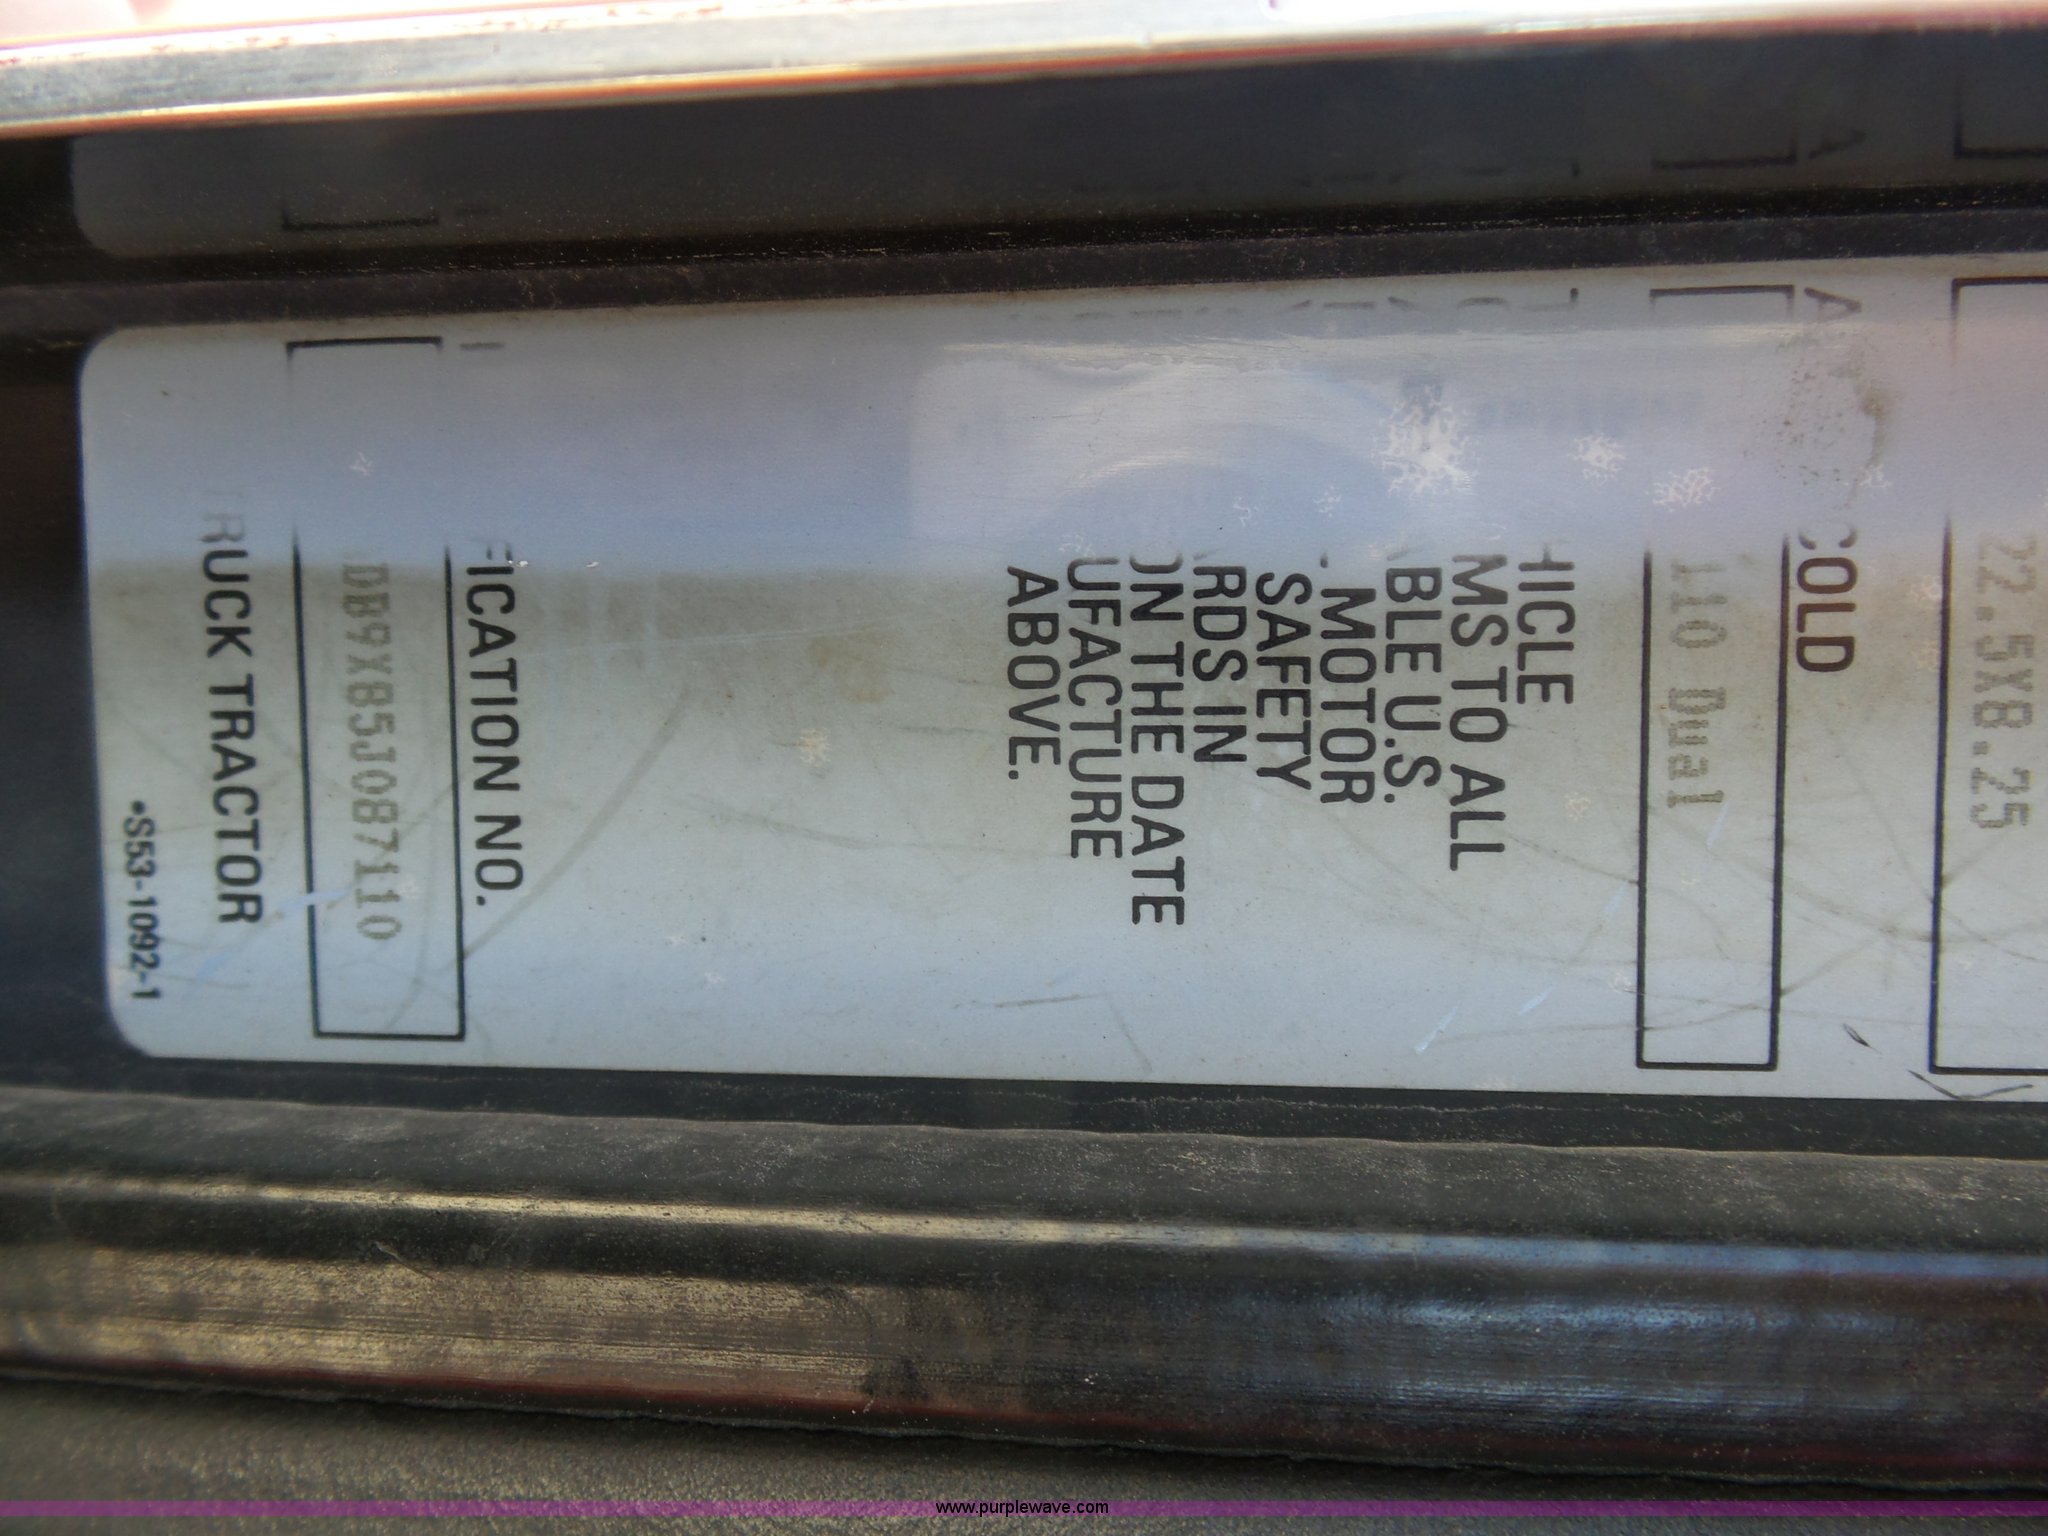 22.5X8.25
COLD
110 Dual
HICLE
MS TO ALL
BLE U.S.
MOTOR
SAFETY
RDS IN
ON THE DATE
UFACTURE
ABOVE.
FICATION NO.
DB9X85J087110
TRUCK TRACTOR
•S53-1092-1
www.purplewave.com